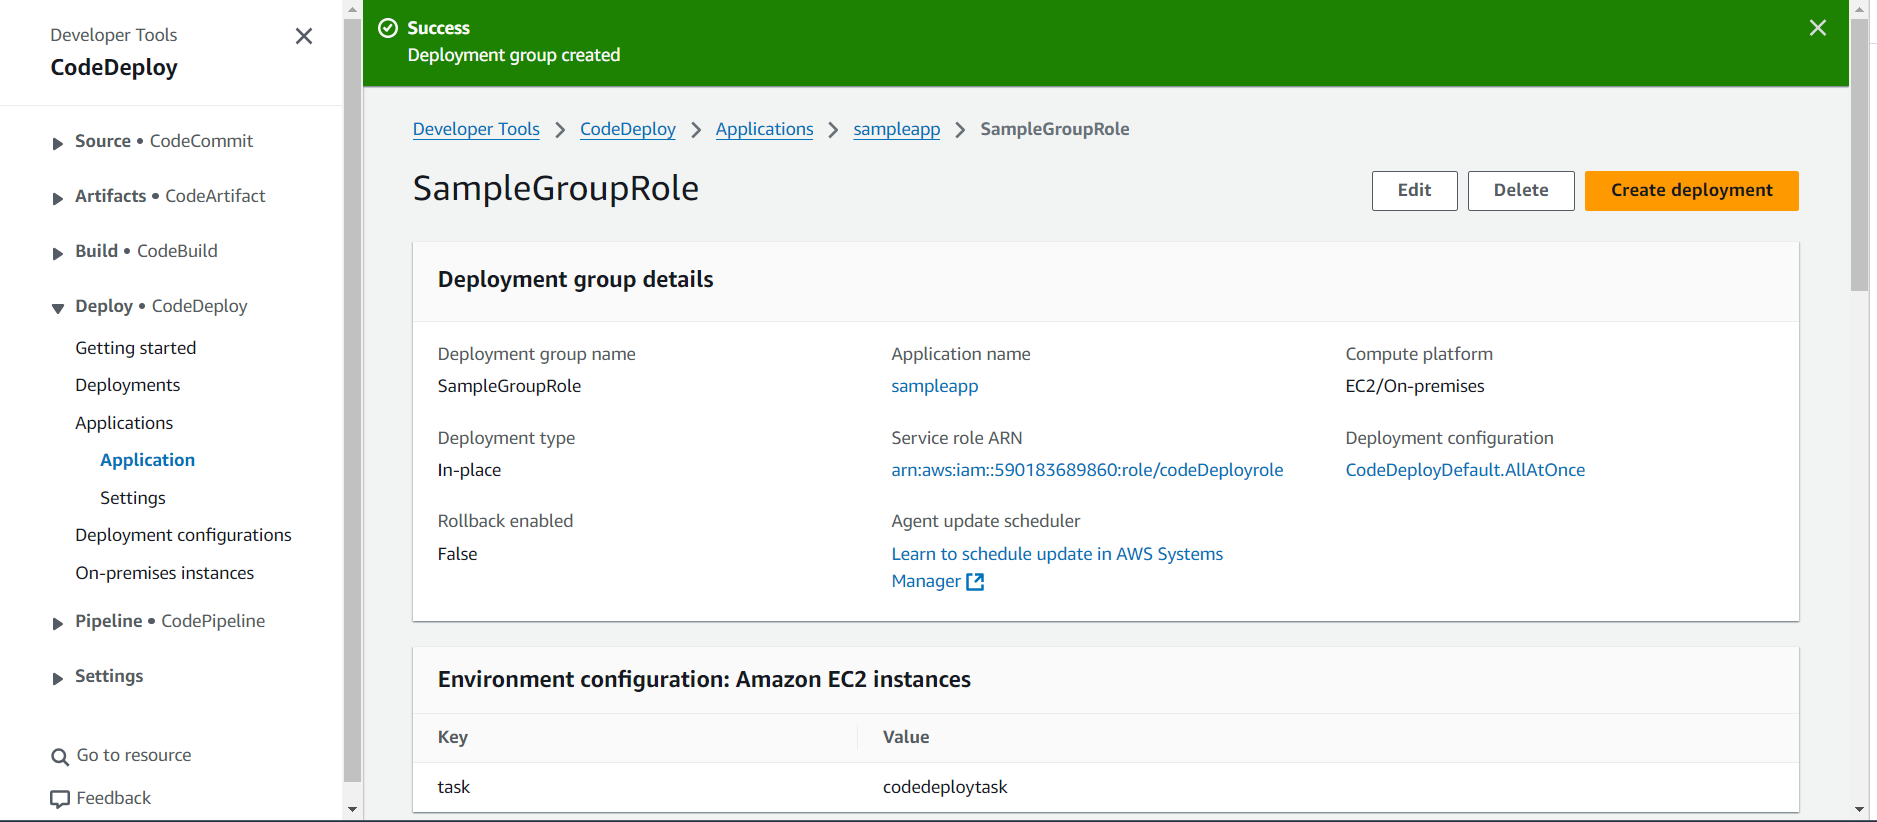 Developer Tools
CodeDeploy
Source • CodeCommit
Artifacts • CodeArtifact
Build • CodeBuild
Deploy • CodeDeploy
Getting started
Deployments
Applications
Application
Settings
Deployment configurations
On-premises instances
Pipeline • CodePipeline
Settings
Go to resource
Feedback
Success
Deployment group created
Developer Tools > CodeDeploy > Applications > sampleapp > SampleGroupRole
SampleGroupRole
Edit Delete Create deployment
Deployment group details
Deployment group name Application name Compute platform
SampleGroupRole sampleapp EC2/On-premises
Deployment type Service role ARN Deployment configuration
In-place arn:aws:iam::590183689860:role/codeDeployrole CodeDeployDefault.AllAtOnce
Rollback enabled Agent update scheduler
False Learn to schedule update in AWS Systems
Manager
Environment configuration: Amazon EC2 instances
Key Value
task codedeploytask